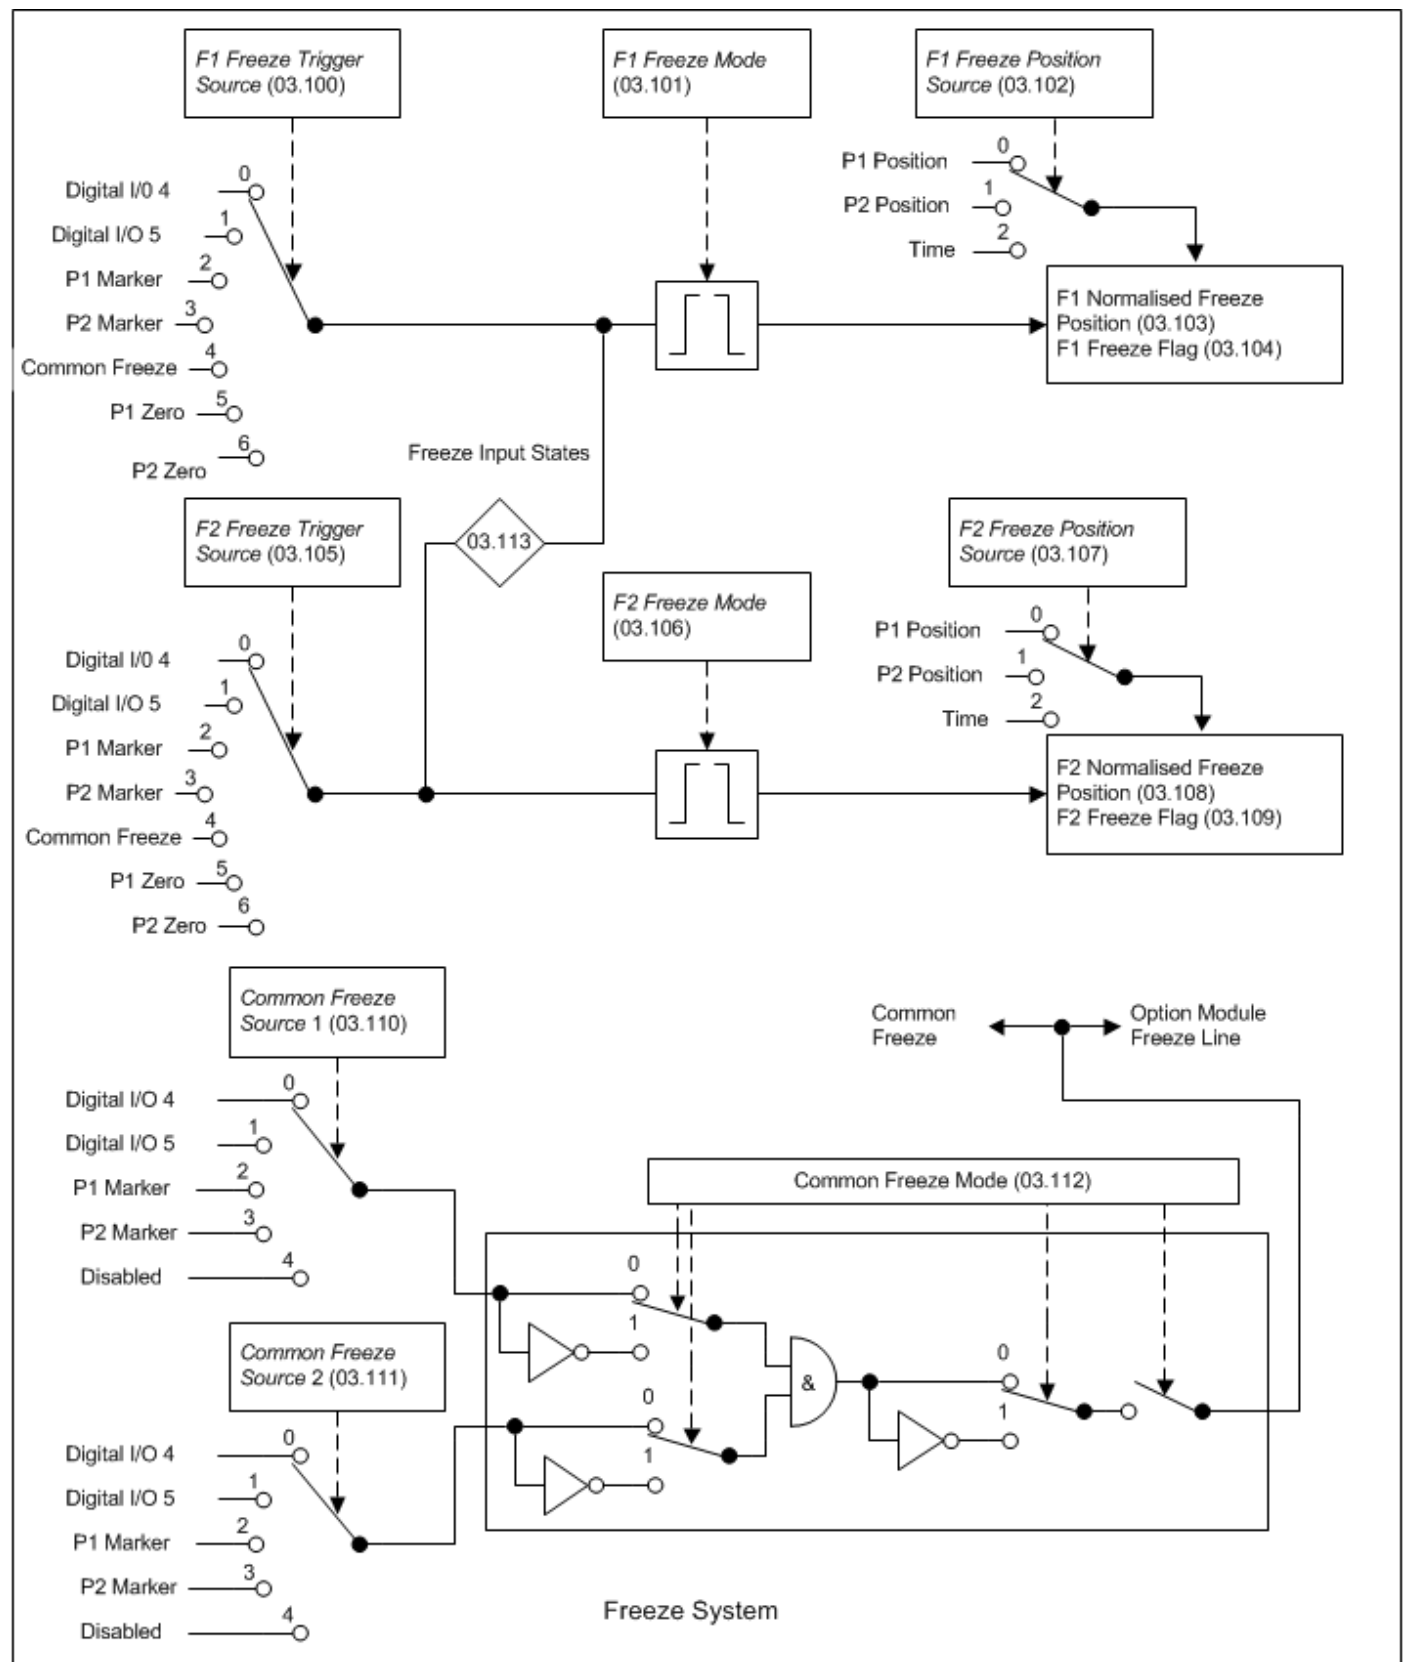 F1 Freeze Trigger
Source (03.100)
F1 Freeze Mode
(03.101)
F1 Freeze Position
Source (03.102)
0
Digital I/0 4
1
Digital I/O 5
2
P1 Marker
3
P2 Marker
4
Common Freeze
5
P1 Zero
6
P2 Zero
0
P1 Position
1
P2 Position
2
Time
F1 Normalised Freeze
Position (03.103)
F1 Freeze Flag (03.104)
Freeze Input States
03.113
F2 Freeze Trigger
Source (03.105)
F2 Freeze Mode
(03.106)
F2 Freeze Position
Source (03.107)
0
Digital I/0 4
1
Digital I/O 5
2
P1 Marker
3
P2 Marker
4
Common Freeze
5
P1 Zero
6
P2 Zero
0
P1 Position
1
P2 Position
2
Time
F2 Normalised Freeze
Position (03.108)
F2 Freeze Flag (03.109)
Common Freeze
Source 1 (03.110)
Common
Freeze
Option Module
Freeze Line
0
Digital I/O 4
1
Digital I/O 5
2
P1 Marker
3
P2 Marker
4
Disabled
Common Freeze Mode (03.112)
0
1
0
1
&
0
1
Common Freeze
Source 2 (03.111)
0
Digital I/O 4
1
Digital I/O 5
2
P1 Marker
3
P2 Marker
4
Disabled
Freeze System